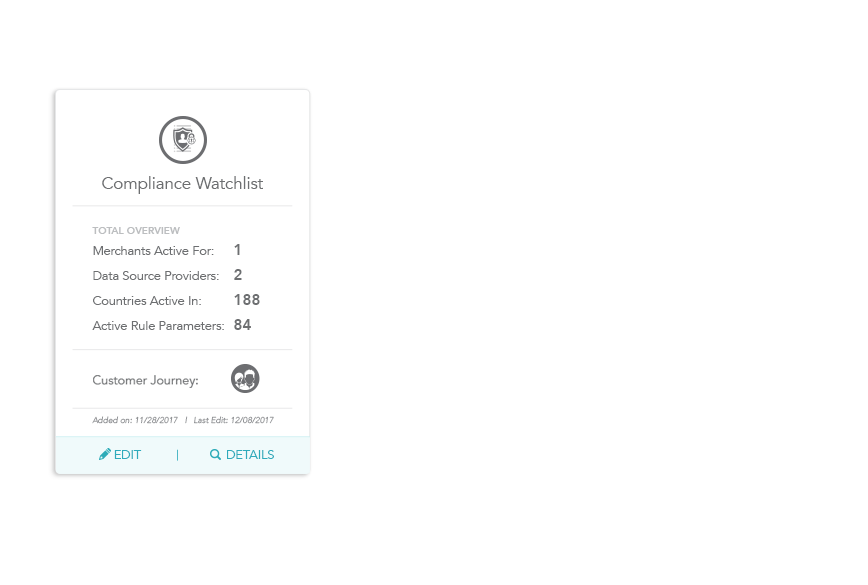 Compliance Watchlist
TOTAL OVERVIEW
Merchants Active For: 1
Data Source Providers: 2
Countries Active In: 188
Active Rule Parameters: 84
Customer Journey:
Added on: 11/28/2017 | Last Edit: 12/08/2017
EDIT | DETAILS